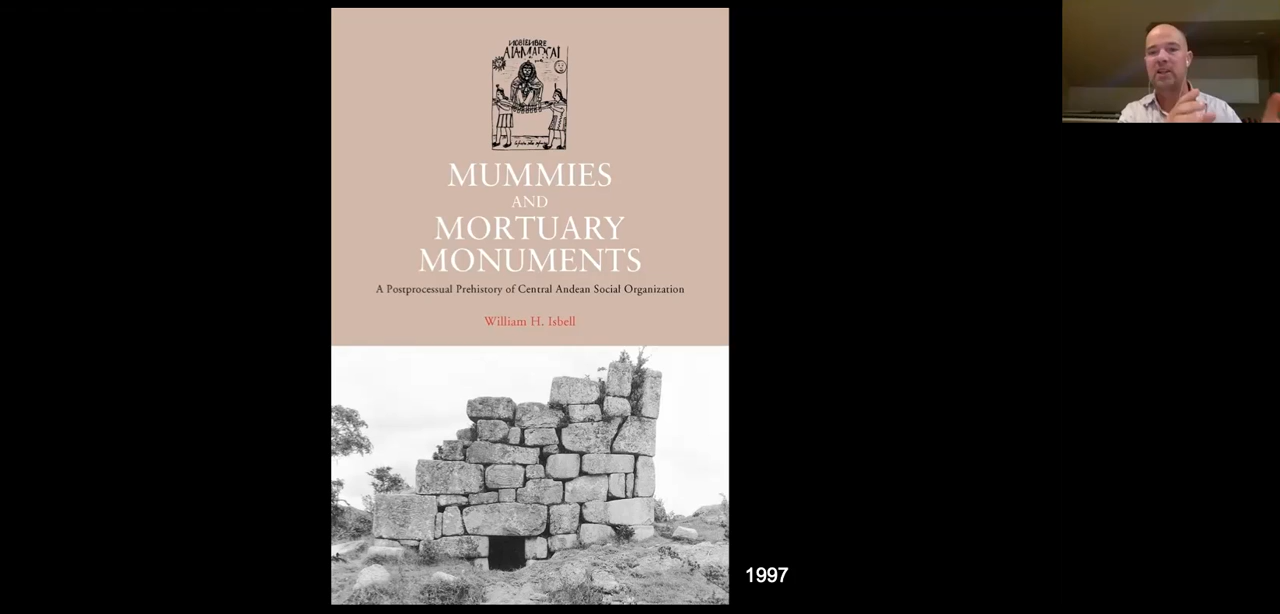 MUMMIES
AND
MORTUARY
MONUMENTS
A Postprocessual Prehistory of Central Andean Social Organization
William H. Isbell
1997